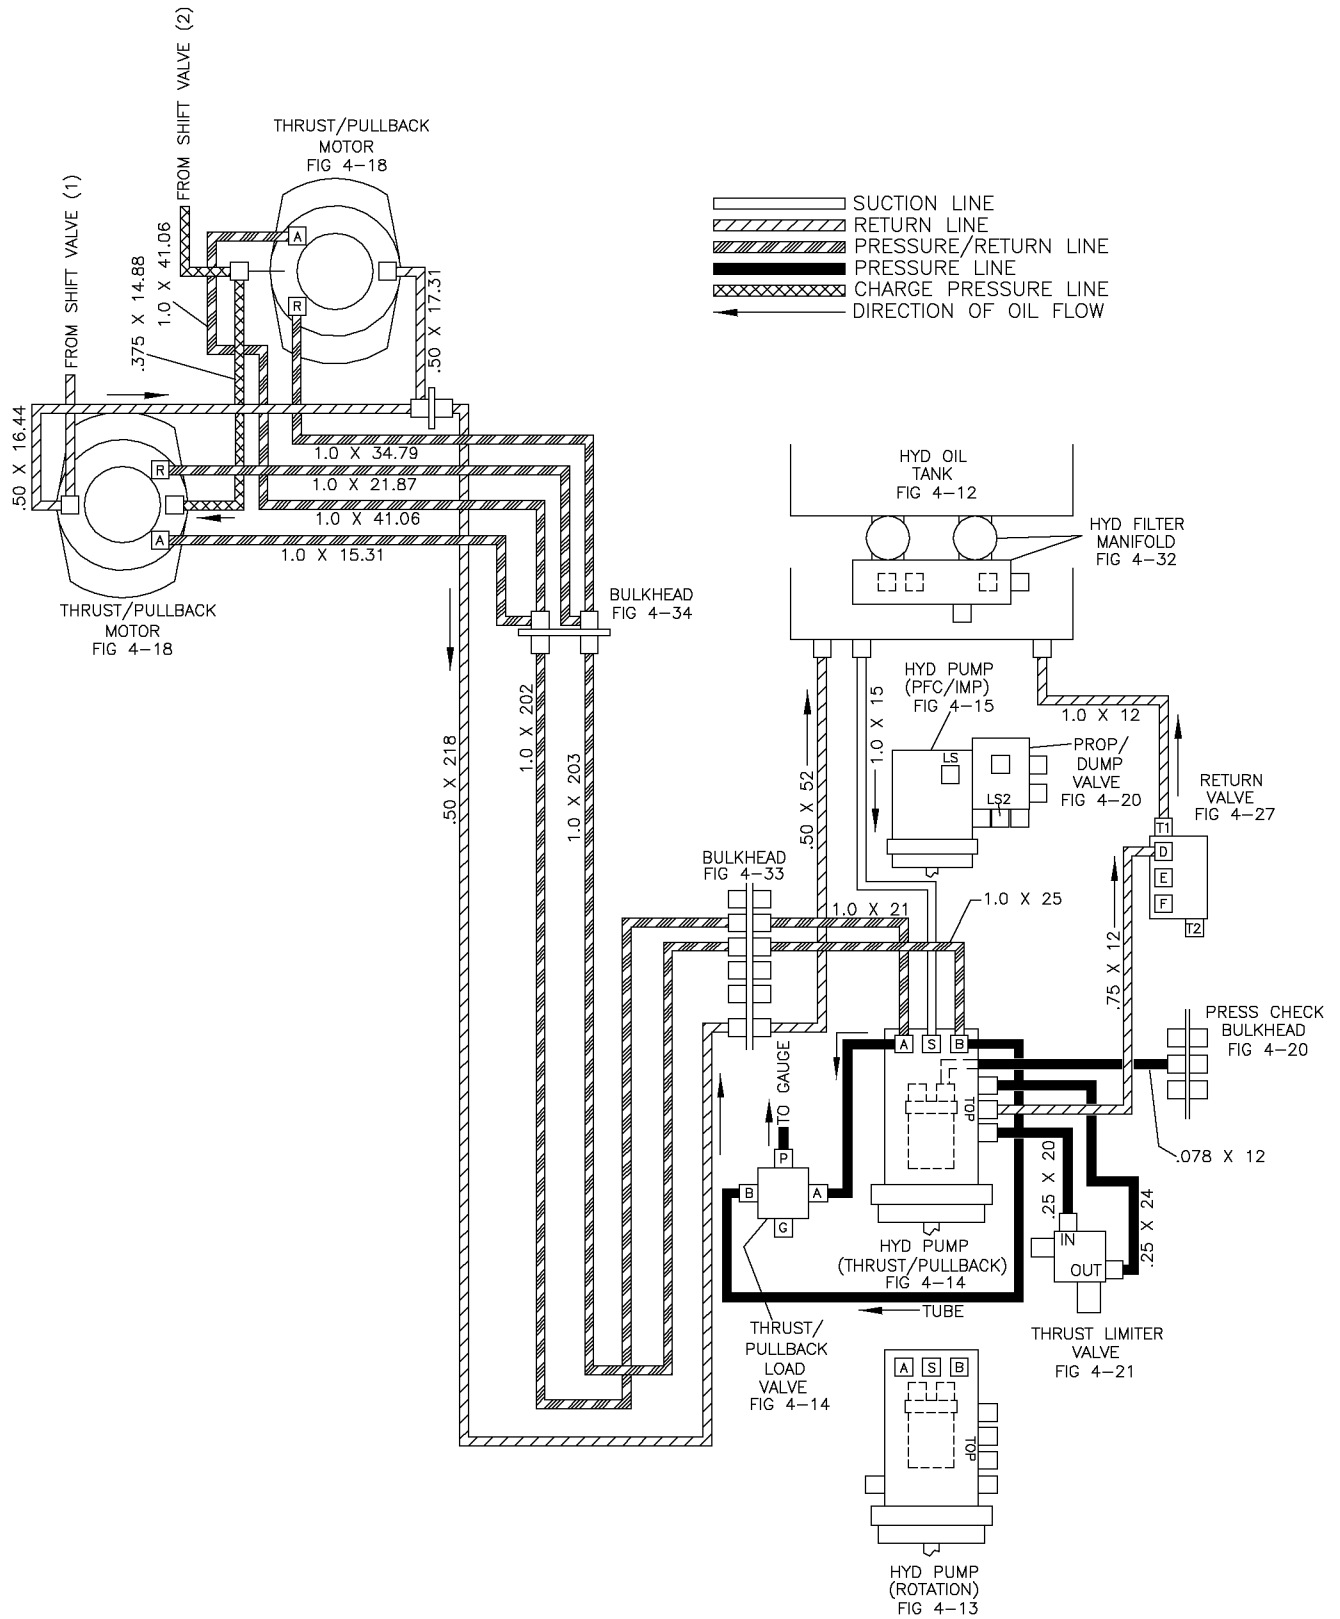 FROM SHIFT VALVE (2)
THRUST/PULLBACK
MOTOR
FIG 4-18
FROM SHIFT VALVE (1)
A
R
.375 X 14.88
1.0 X 41.06
.50 X 17.31
SUCTION LINE
RETURN LINE
PRESSURE/RETURN LINE
PRESSURE LINE
CHARGE PRESSURE LINE
DIRECTION OF OIL FLOW
.50 X 16.44
R
A
1.0 X 34.79
1.0 X 21.87
1.0 X 41.06
1.0 X 15.31
THRUST/PULLBACK
MOTOR
FIG 4-18
BULKHEAD
FIG 4-34
HYD OIL
TANK
FIG 4-12
HYD FILTER
MANIFOLD
FIG 4-32
.50 X 218
1.0 X 202
1.0 X 203
.50 X 52
1.0 X 15
HYD PUMP
(PFC/IMP)
FIG 4-15
LS
LS2
PROP/
DUMP
VALVE
FIG 4-20
1.0 X 12
RETURN
VALVE
FIG 4-27
T1
D
E
F
T2
BULKHEAD
FIG 4-33
1.0 X 21
1.0 X 25
.75 X 12
PRESS CHECK
BULKHEAD
FIG 4-20
A
S
B
TOP
TO GAUGE
P
B
A
G
.078 X 12
.25 X 20
.25 X 24
IN
OUT
HYD PUMP
(THRUST/PULLBACK)
FIG 4-14
TUBE
THRUST/
PULLBACK
LOAD
VALVE
FIG 4-14
THRUST LIMITER
VALVE
FIG 4-21
A
S
B
TOP
HYD PUMP
(ROTATION)
FIG 4-13